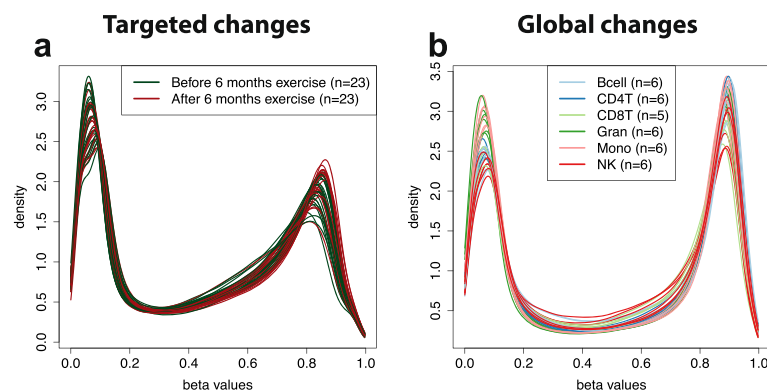 Targeted changes
Global changes
a
b
Before 6 months exercise (n=23)
After 6 months exercise (n=23)
density
0.0
0.5
1.0
1.5
2.0
2.5
3.0
0.0 0.2 0.4 0.6 0.8 1.0
beta values
Bcell (n=6)
CD4T (n=6)
CD8T (n=5)
Gran (n=6)
Mono (n=6)
NK (n=6)
density
0.5
1.0
1.5
2.0
2.5
3.0
3.5
0.0 0.2 0.4 0.6 0.8 1.0
beta values